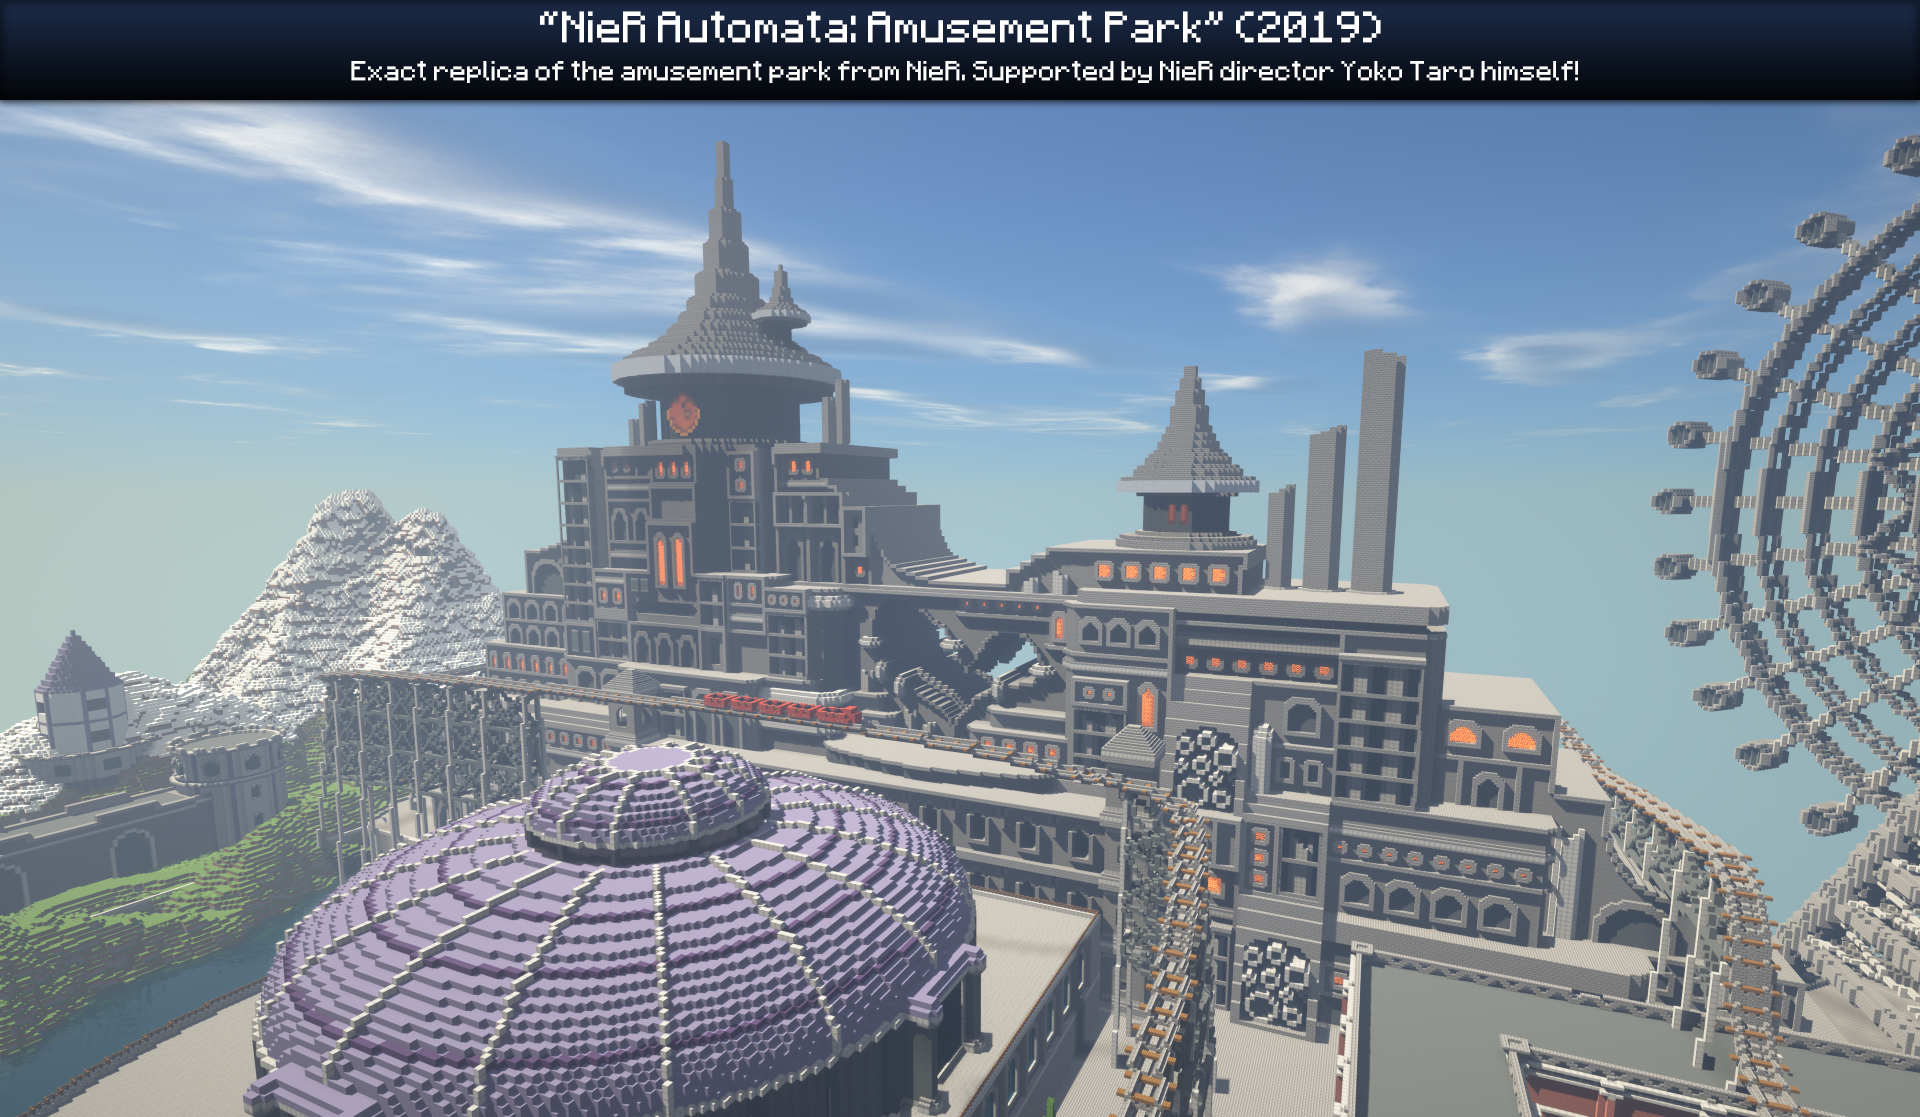 "NieR Automata: Amusement Park" (2019)
Exact replica of the amusement park from NieR. Supported by NieR director Yoko Taro himself!